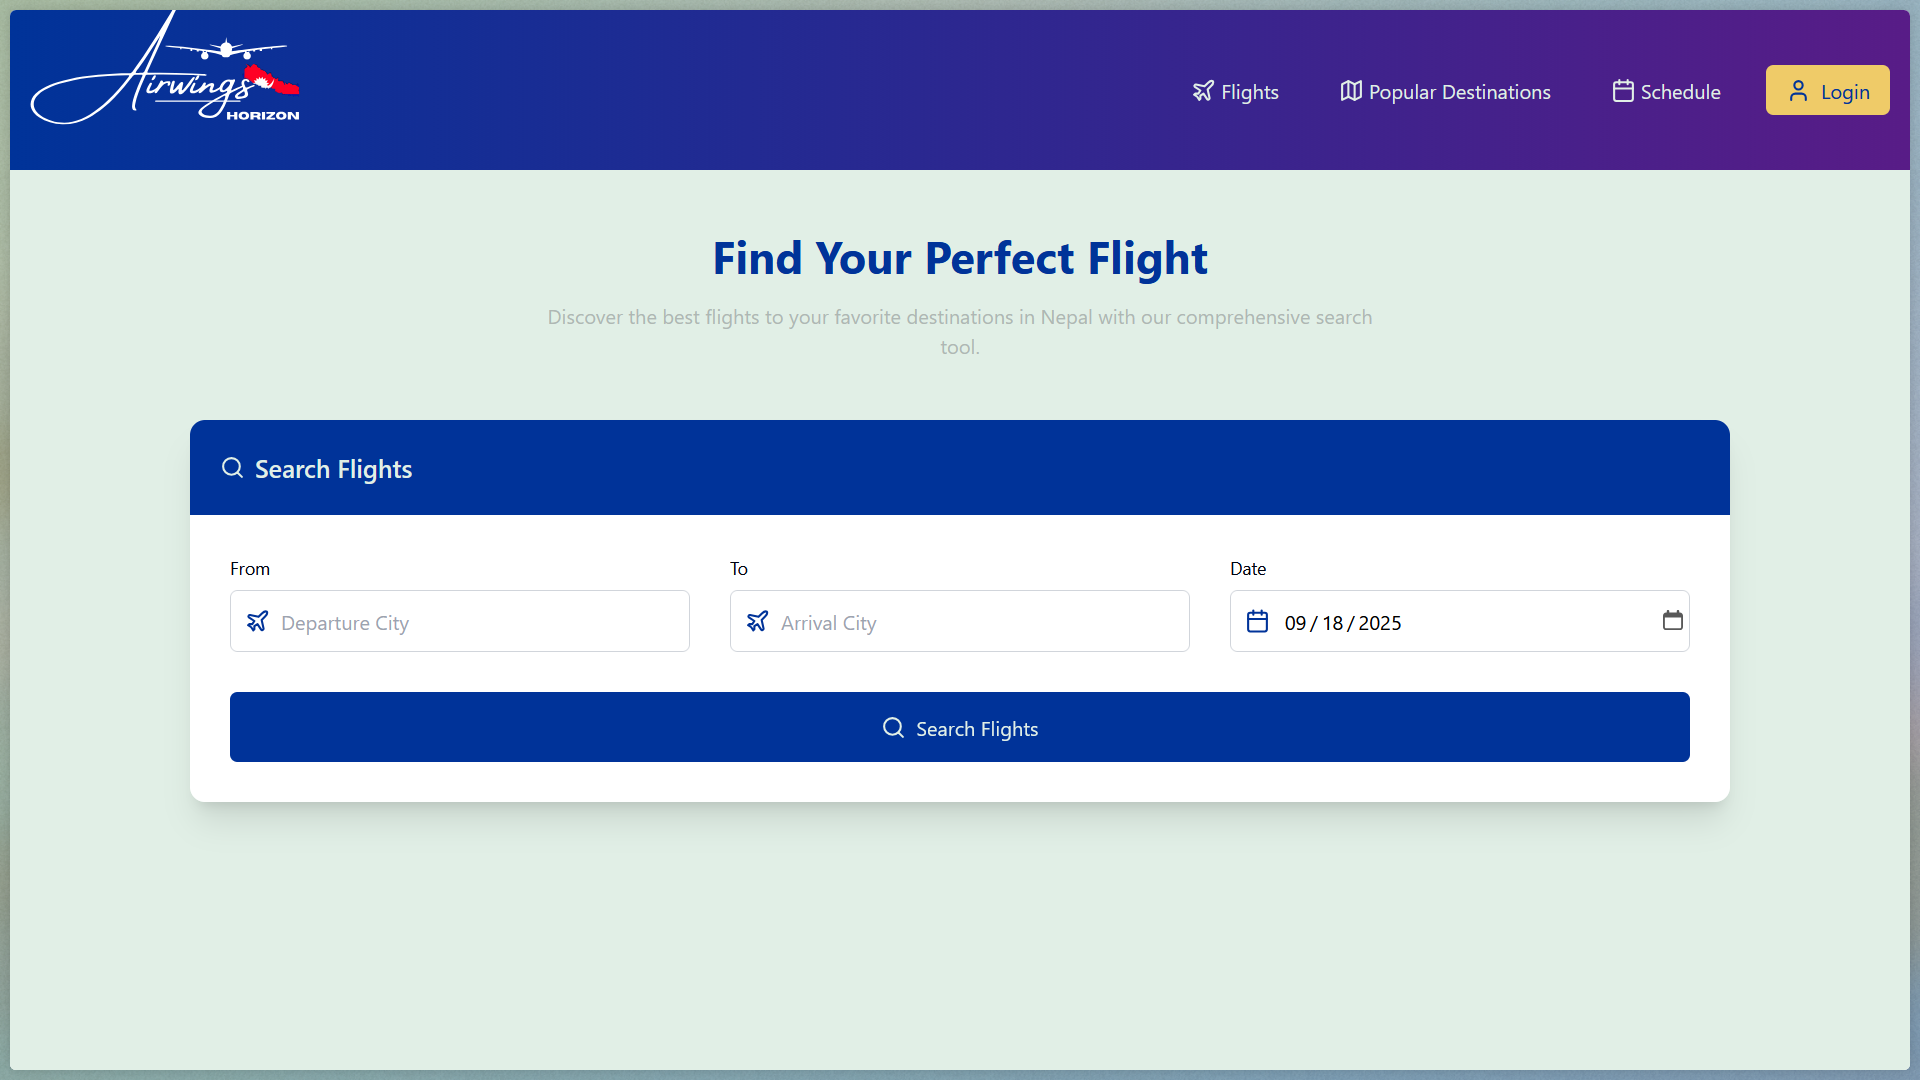 Airwings
HORIZON
Flights
Popular Destinations
Schedule
Login
Find Your Perfect Flight
Discover the best flights to your favorite destinations in Nepal with our comprehensive search
tool.
Search Flights
From
To
Date
Departure City
Arrival City
09/18/2025
Search Flights